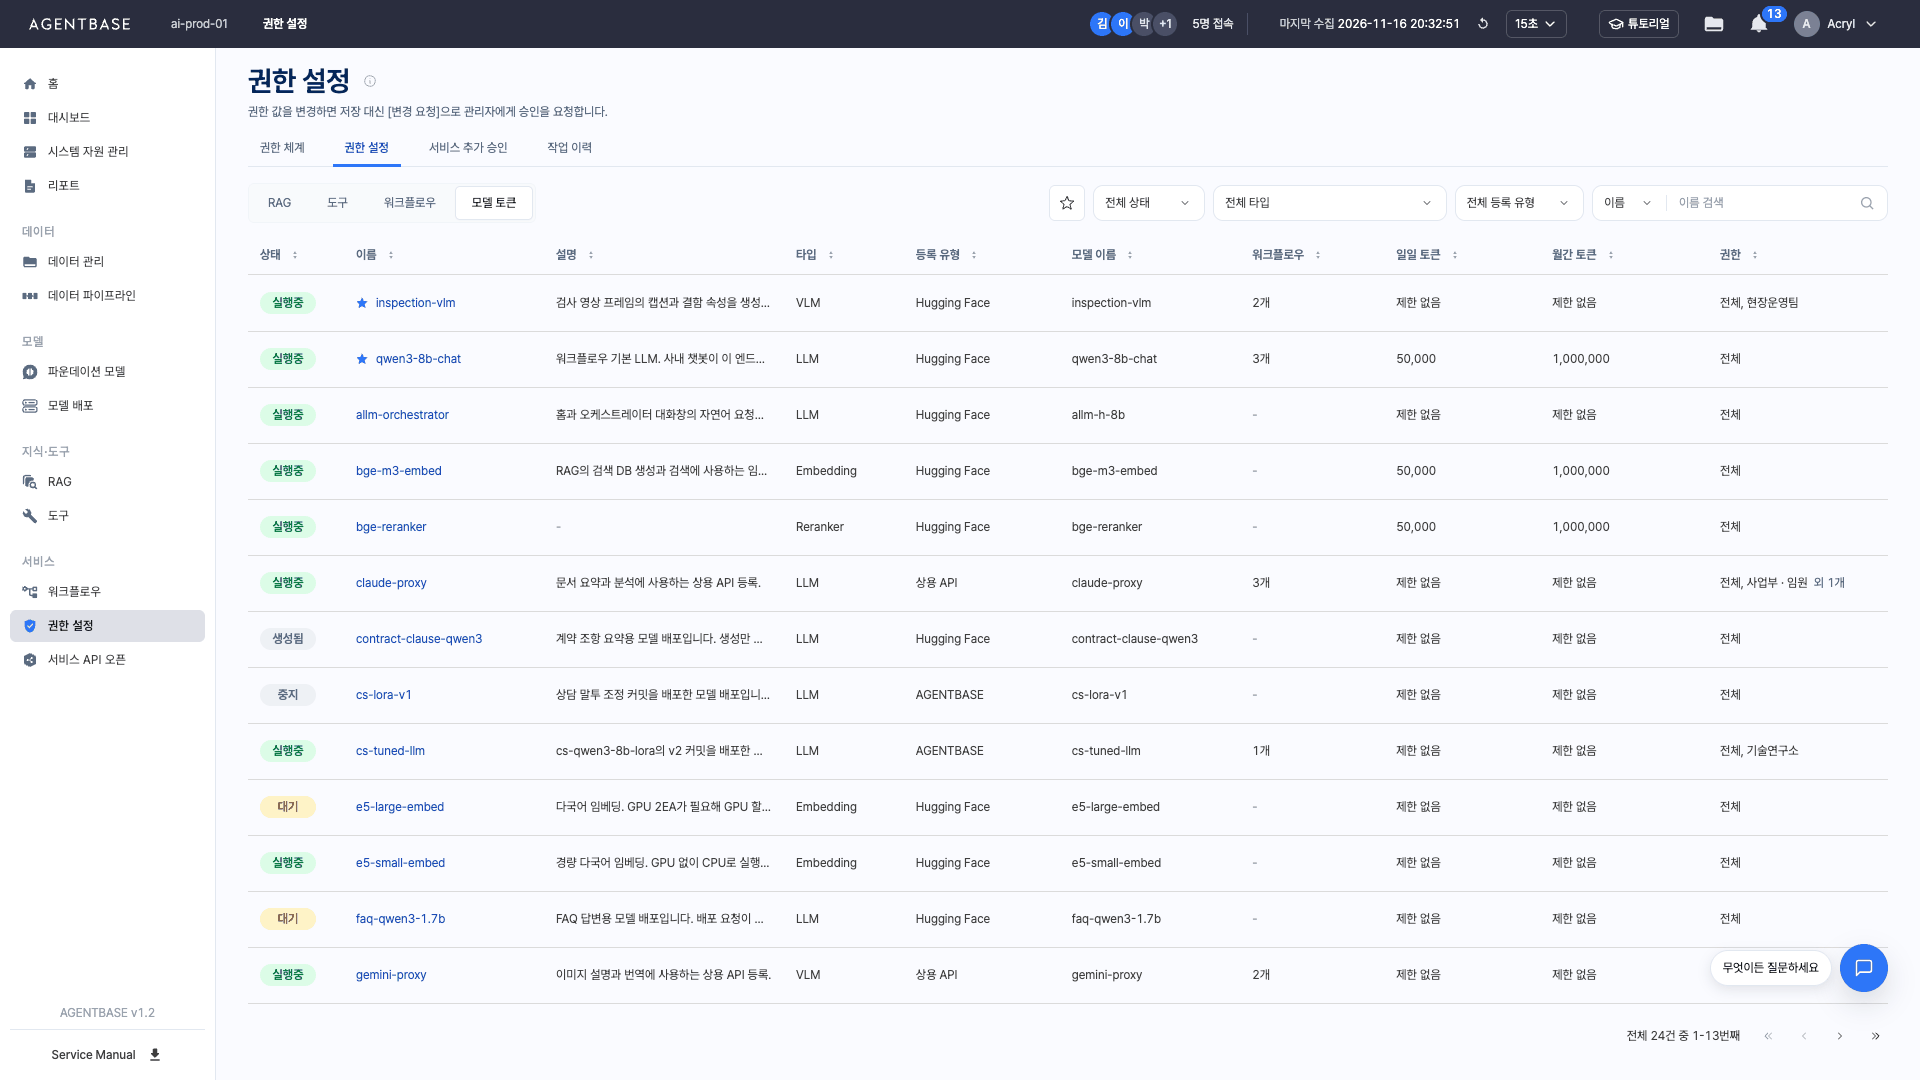 AGENTBASE
ai-prod-01
권한 설정
김 이 박 +1 5명 접속
마지막 수집 2026-11-16 20:32:51
15초
튜토리얼
13
A Acryl
홈
대시보드
시스템 자원 관리
리포트
데이터
데이터 관리
데이터 파이프라인
모델
파운데이션 모델
모델 배포
지식·도구
RAG
도구
서비스
워크플로우
권한 설정
서비스 API 오픈
AGENTBASE v1.2
Service Manual
권한 설정
권한 값을 변경하면 저장 대신 [변경 요청]으로 관리자에게 승인을 요청합니다.
권한 체계 권한 설정 서비스 추가 승인 작업 이력
RAG 도구 워크플로우 모델 토큰
전체 상태 전체 타입 전체 등록 유형 이름 이름 검색
상태 이름 설명 타입 등록 유형 모델 이름 워크플로우 일일 토큰 월간 토큰 권한
실행중 inspection-vlm 검사 영상 프레임의 캡션과 결함 속성을 생성... VLM Hugging Face inspection-vlm 2개 제한 없음 제한 없음 전체, 현장운영팀
실행중 qwen3-8b-chat 워크플로우 기본 LLM. 사내 챗봇이 이 엔드... LLM Hugging Face qwen3-8b-chat 3개 50,000 1,000,000 전체
실행중 allm-orchestrator 홈과 오케스트레이터 대화창의 자연어 요청... LLM Hugging Face allm-h-8b - 제한 없음 제한 없음 전체
실행중 bge-m3-embed RAG의 검색 DB 생성과 검색에 사용하는 임... Embedding Hugging Face bge-m3-embed - 50,000 1,000,000 전체
실행중 bge-reranker - Reranker Hugging Face bge-reranker - 50,000 1,000,000 전체
실행중 claude-proxy 문서 요약과 분석에 사용하는 상용 API 등록. LLM 상용 API claude-proxy 3개 제한 없음 제한 없음 전체, 사업부 · 임원 외 1개
생성됨 contract-clause-qwen3 계약 조항 요약용 모델 배포입니다. 생성만 ... LLM Hugging Face contract-clause-qwen3 - 제한 없음 제한 없음 전체
중지 cs-lora-v1 상담 말투 조정 커밋을 배포한 모델 배포입니... LLM AGENTBASE cs-lora-v1 - 제한 없음 제한 없음 전체
실행중 cs-tuned-llm cs-qwen3-8b-lora의 v2 커밋을 배포한 ... LLM AGENTBASE cs-tuned-llm 1개 제한 없음 제한 없음 전체, 기술연구소
대기 e5-large-embed 다국어 임베딩. GPU 2EA가 필요해 GPU 할... Embedding Hugging Face e5-large-embed - 제한 없음 제한 없음 전체
실행중 e5-small-embed 경량 다국어 임베딩. GPU 없이 CPU로 실행... Embedding Hugging Face e5-small-embed - 제한 없음 제한 없음 전체
대기 faq-qwen3-1.7b FAQ 답변용 모델 배포입니다. 배포 요청이 ... LLM Hugging Face faq-qwen3-1.7b - 제한 없음 제한 없음 전체
실행중 gemini-proxy 이미지 설명과 번역에 사용하는 상용 API 등록. VLM 상용 API gemini-proxy 2개 제한 없음 제한 없음
무엇이든 질문하세요
전체 24건 중 1-13번째